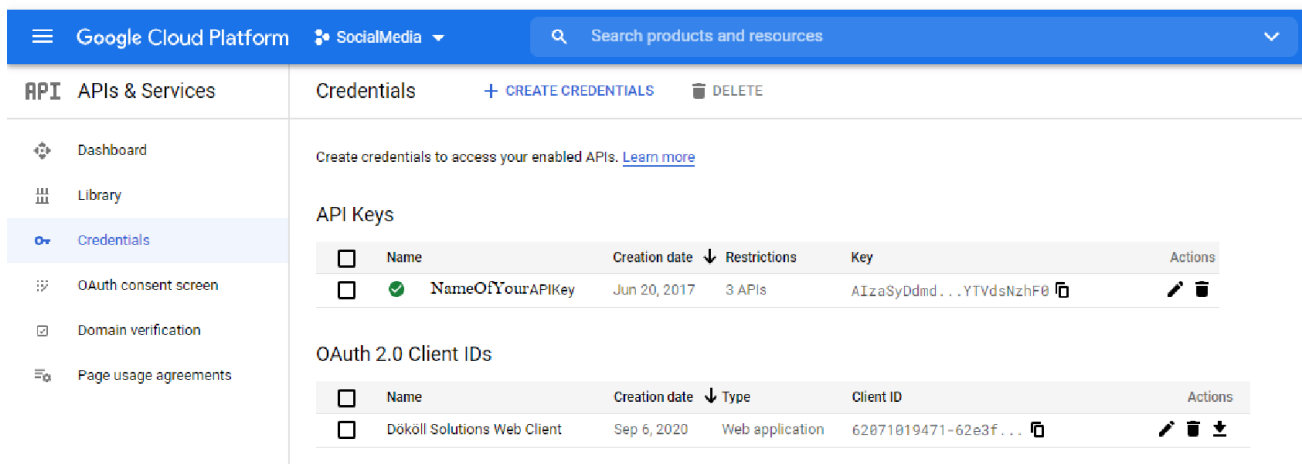 Google Cloud Platform SocialMedia Search products and resources
API APIs & Services Credentials CREATE CREDENTIALS DELETE
Dashboard
Library
Credentials
OAuth consent screen
Domain verification
Page usage agreements
Create credentials to access your enabled APIs. Learn more
API Keys
Name Creation date Restrictions Key Actions
NameOfYourAPIKey Jun 20, 2017 3 APIs AIzaSyDdmd...YTVdsNzhF0
OAuth 2.0 Client IDs
Name Creation date Type Client ID Actions
Dököll Solutions Web Client Sep 6, 2020 Web application 62071019471-62e3f...